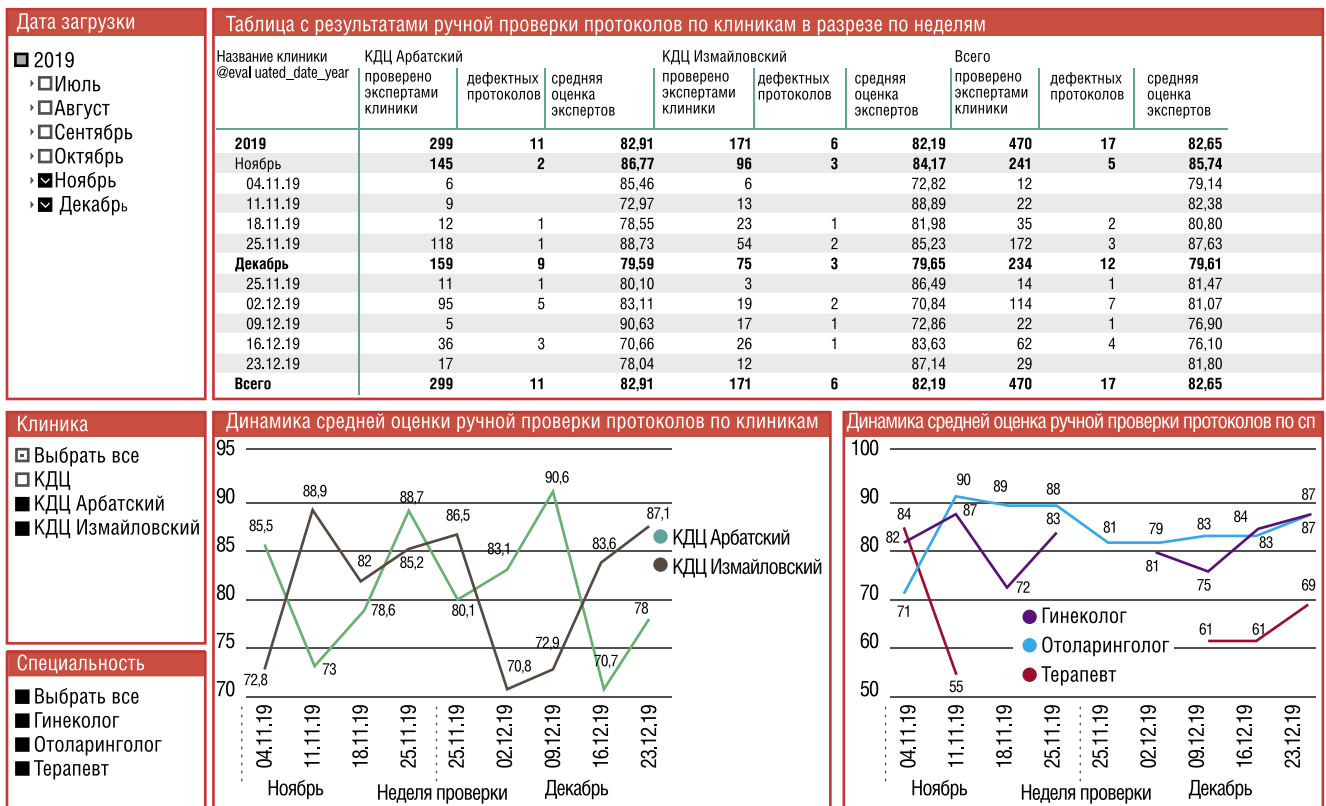 Дата загрузки
2019
Июль
Август
Сентябрь
Октябрь
Ноябрь
Декабрь
Таблица с результатами ручной проверки протоколов по клиникам в разрезе по неделям
Название клиники КДЦ Арбатский КДЦ Измайловский Всего
@eval uated_date_year проверено экспертами клиники дефектных протоколов средняя оценка экспертов проверено экспертами клиники дефектных протоколов средняя оценка экспертов проверено экспертами клиники дефектных протоколов средняя оценка экспертов
2019 299 11 82,91 171 6 82,19 470 17 82,65
Ноябрь 145 2 86,77 96 3 84,17 241 5 85,74
04.11.19 6 85,46 6 72,82 12 79,14
11.11.19 9 72,97 13 88,89 22 82,38
18.11.19 12 1 78,55 23 1 81,98 35 2 80,80
25.11.19 118 1 88,73 54 2 85,23 172 3 87,63
Декабрь 159 9 79,59 75 3 79,65 234 12 79,61
25.11.19 11 1 80,10 3 86,49 14 1 81,47
02.12.19 95 5 83,11 19 2 70,84 114 7 81,07
09.12.19 5 90,63 17 1 72,86 22 1 76,90
16.12.19 36 3 70,66 26 1 83,63 62 4 76,10
23.12.19 17 78,04 12 87,14 29 81,80
Всего 299 11 82,91 171 6 82,19 470 17 82,65
Клиника
Выбрать все
КДЦ
КДЦ Арбатский
КДЦ Измайловский
Специальность
Выбрать все
Гинеколог
Отоларинголог
Терапевт
Динамика средней оценки ручной проверки протоколов по клиникам
95
90
85
80
75
70
85,5 73 78,6 88,7 80,1 83,1 90,6 70,7 78
72,8 88,9 82 85,2 86,5 70,8 72,9 83,6 87,1
КДЦ Арбатский
КДЦ Измайловский
04.11.19 11.11.19 18.11.19 25.11.19 25.11.19 02.12.19 09.12.19 16.12.19 23.12.19
Ноябрь Неделя проверки Декабрь
Динамика средней оценка ручной проверки протоколов по сп
100
90
80
70
60
50
82 87 72 83 81 75 84 87
71 90 89 88 81 79 83 83 87
84 55 61 61 69
Гинеколог
Отоларинголог
Терапевт
04.11.19 11.11.19 18.11.19 25.11.19 25.11.19 02.12.19 09.12.19 16.12.19 23.12.19
Ноябрь Неделя проверки Декабрь